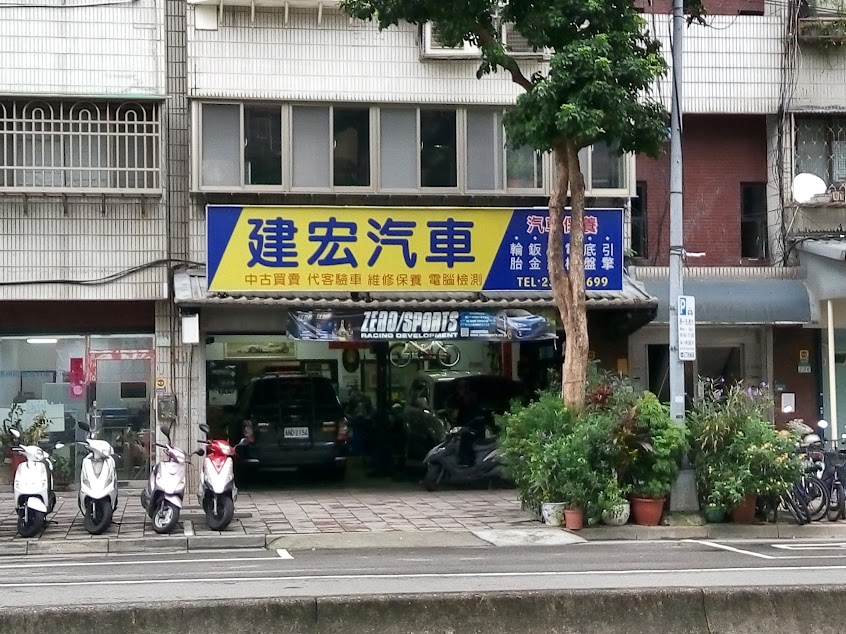 建宏汽車
中古買賣 代客驗車 維修保養 電腦檢測
汽車保養
引擎
底盤
鈑金
輪胎
TEL-2 699
ZERO/SPORTS
RACING DEVELOPMENT
P